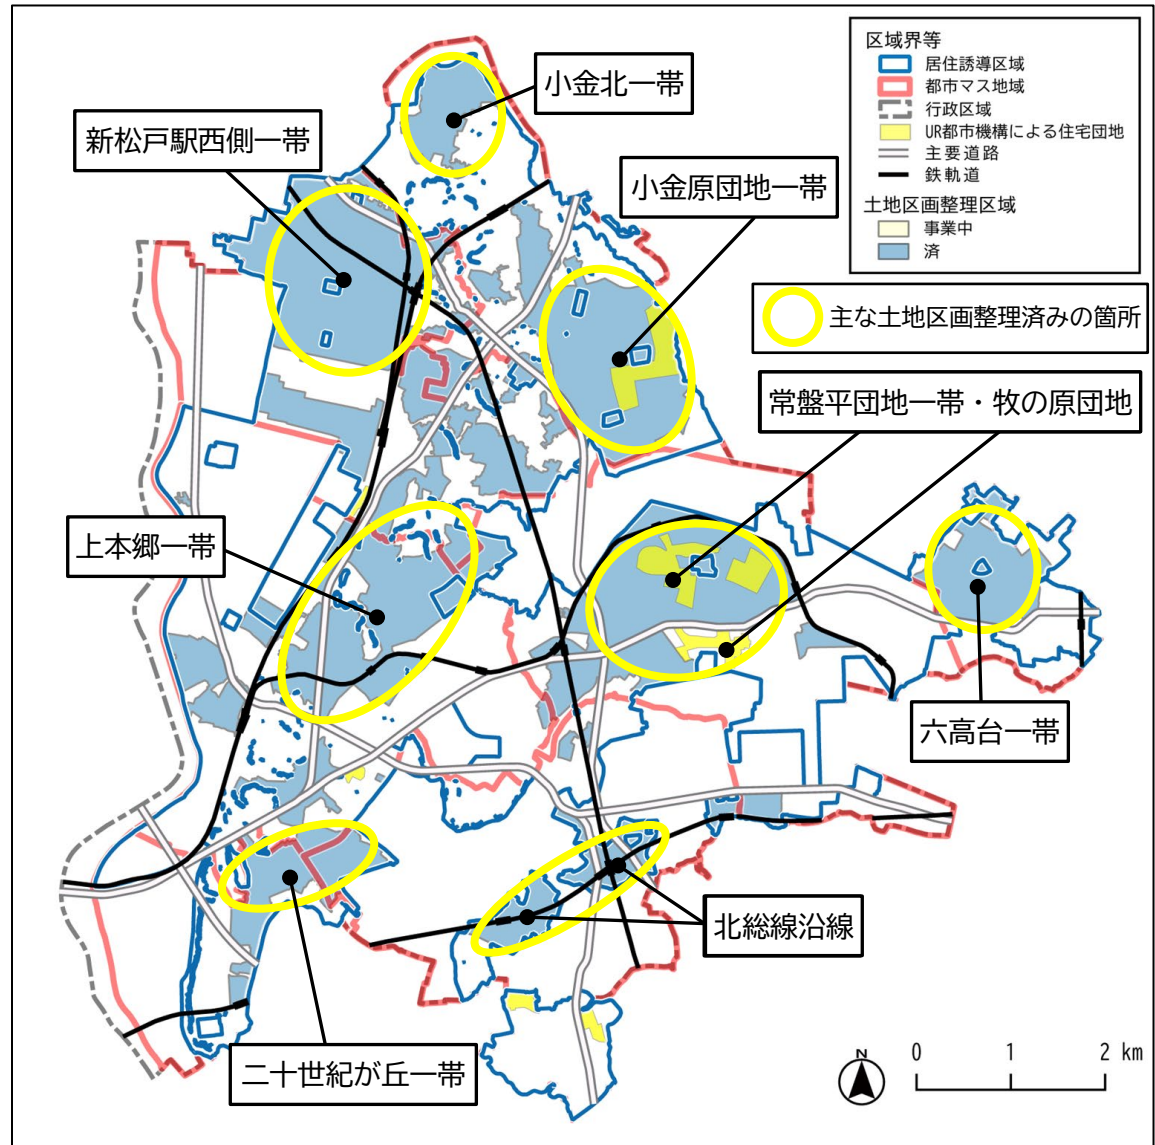 小金北一帯
新松戸駅西側一帯
小金原団地一帯
区域界等
居住誘導区域
都市マス地域
行政区域
UR都市機構による住宅団地
主要道路
鉄軌道
土地区画整理区域
事業中
済
主な土地区画整理済みの箇所
常盤平団地一帯・牧の原団地
上本郷一帯
六高台一帯
北総線沿線
二十世紀が丘一帯
N
0 1 2 km